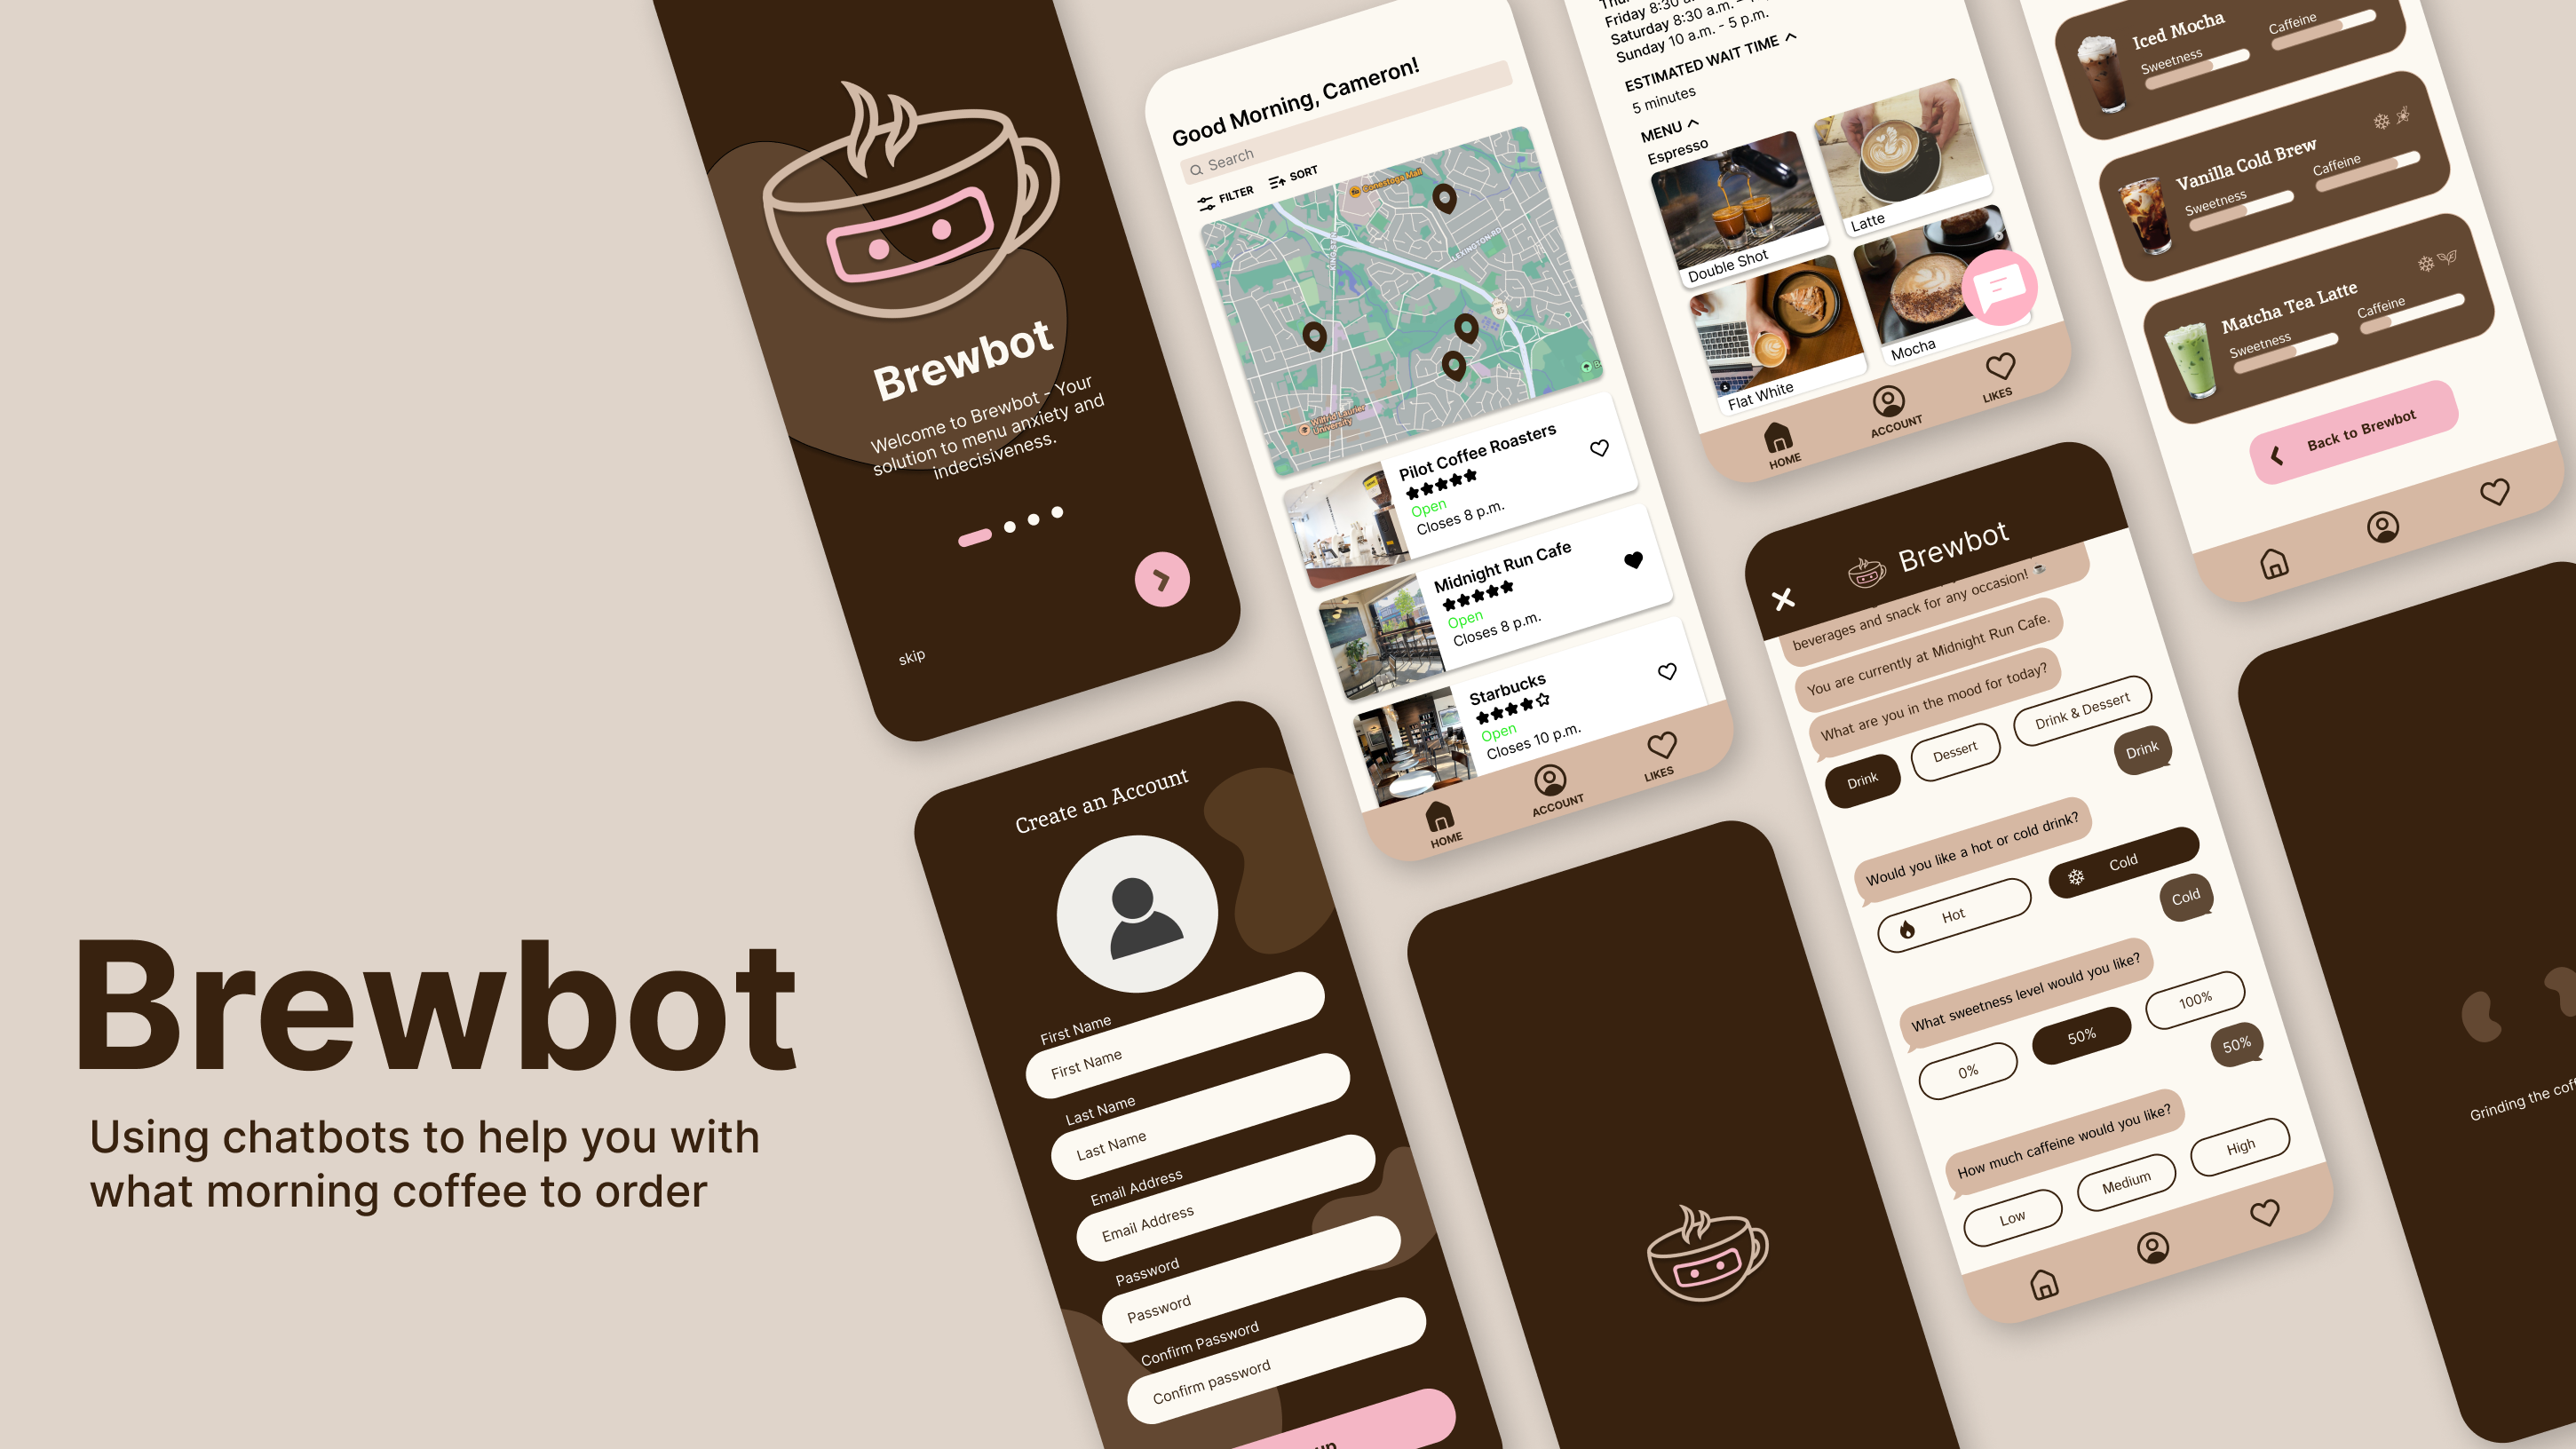 Brewbot
Using chatbots to help you with
what morning coffee to order
Brewbot
Welcome to Brewbot - Your
solution to menu anxiety and
indecisiveness.
skip
Create an Account
First Name
First Name
Last Name
Last Name
Email Address
Email Address
Password
Password
Confirm Password
Confirm password
Good Morning, Cameron!
Search
FILTER
SORT
Conestoga Mall
KING ST N
LEXINGTON RD
85
Wilfrid Laurier
University
Pilot Coffee Roasters
Open
Closes 8 p.m.
Midnight Run Cafe
Open
Closes 8 p.m.
Starbucks
Open
Closes 10 p.m.
HOME
ACCOUNT
LIKES
Friday 8:30 a.
Saturday 8:30 a.m. -
Sunday 10 a.m. - 5 p.m.
ESTIMATED WAIT TIME
5 minutes
MENU
Espresso
Double Shot
Latte
Flat White
Mocha
HOME
ACCOUNT
LIKES
Brewbot
beverages and snack for any occasion! ☕
You are currently at Midnight Run Cafe.
What are you in the mood for today?
Drink
Dessert
Drink & Dessert
Drink
Would you like a hot or cold drink?
Hot
Cold
Cold
What sweetness level would you like?
0%
50%
100%
50%
How much caffeine would you like?
Low
Medium
High
Iced Mocha
Sweetness
Caffeine
Vanilla Cold Brew
Sweetness
Caffeine
Matcha Tea Latte
Sweetness
Caffeine
Back to Brewbot
Grinding the cof